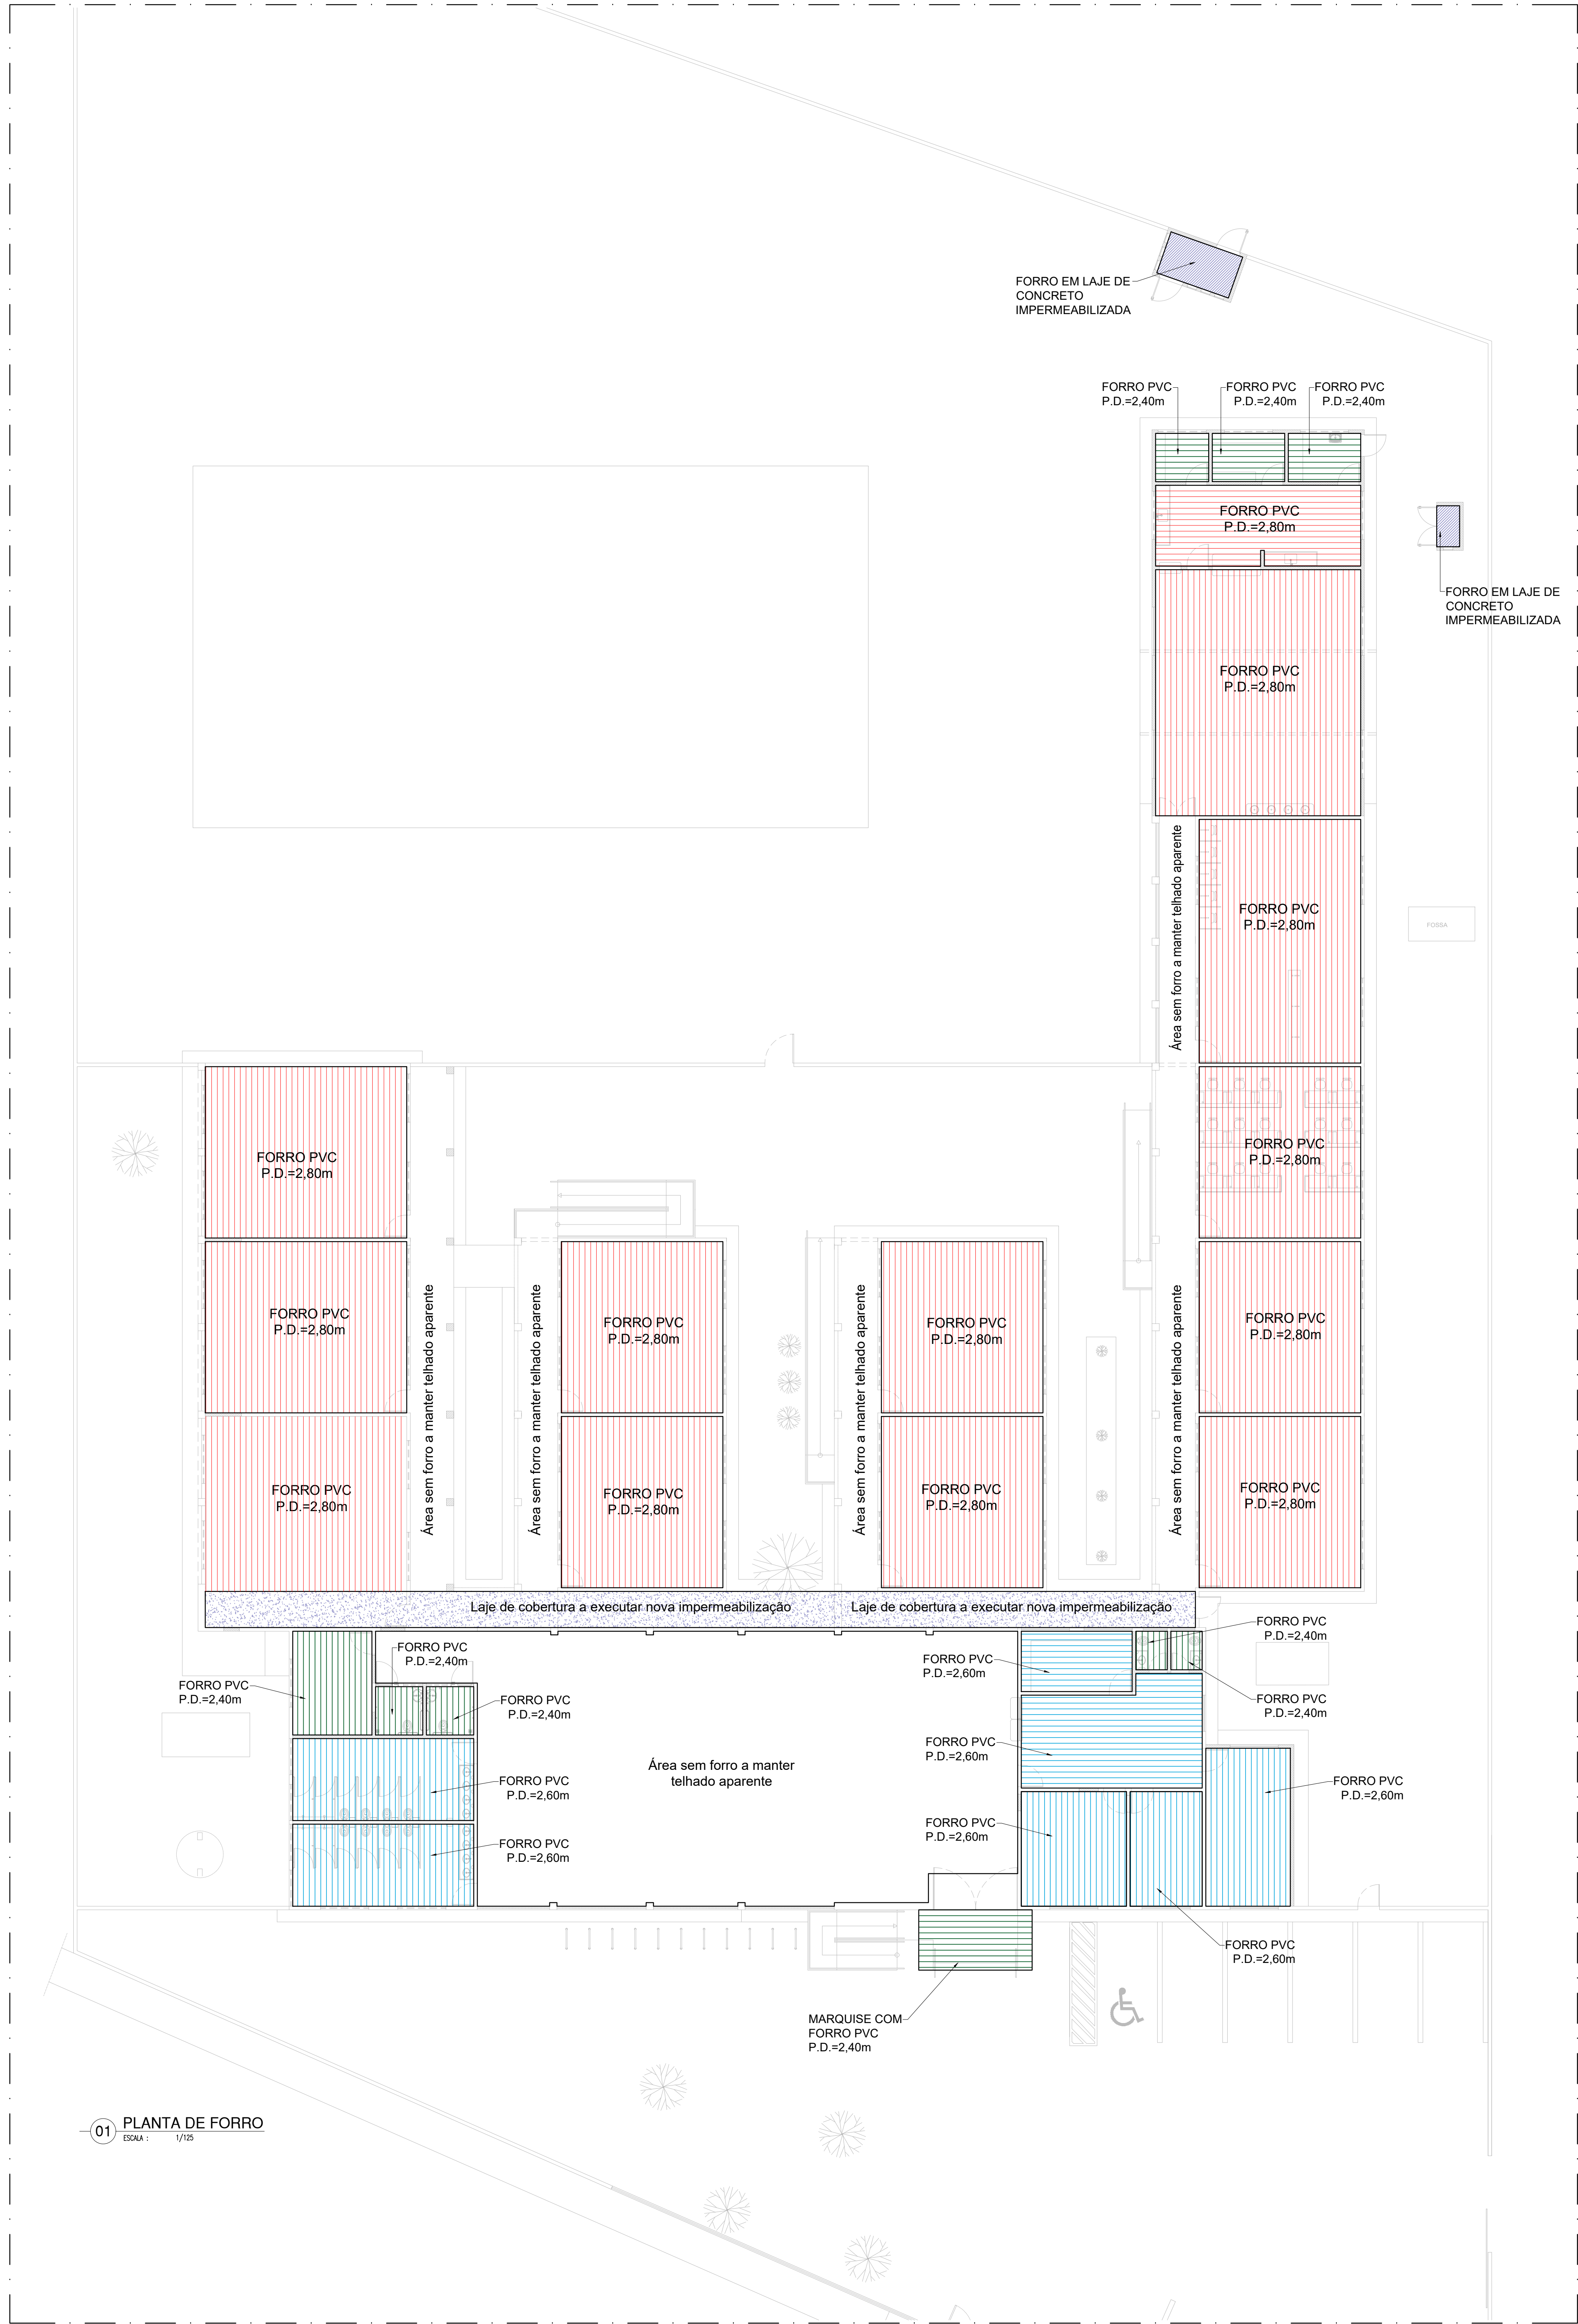 FORRO EM LAJE DE
CONCRETO
IMPERMEABILIZADA
FORRO PVC
P.D.=2,40m
FORRO PVC
P.D.=2,40m
FORRO PVC
P.D.=2,40m
FORRO PVC
P.D.=2,80m
FORRO EM LAJE DE
CONCRETO
IMPERMEABILIZADA
FORRO PVC
P.D.=2,80m
Área sem forro a manter telhado aparente
FORRO PVC
P.D.=2,80m
FOSSA
FORRO PVC
P.D.=2,80m
FORRO PVC
P.D.=2,80m
FORRO PVC
P.D.=2,80m
Área sem forro a manter telhado aparente
Área sem forro a manter telhado aparente
FORRO PVC
P.D.=2,80m
Área sem forro a manter telhado aparente
FORRO PVC
P.D.=2,80m
Área sem forro a manter telhado aparente
FORRO PVC
P.D.=2,80m
FORRO PVC
P.D.=2,80m
FORRO PVC
P.D.=2,80m
FORRO PVC
P.D.=2,80m
FORRO PVC
P.D.=2,80m
Laje de cobertura a executar nova impermeabilização
Laje de cobertura a executar nova impermeabilização
FORRO PVC
P.D.=2,40m
FORRO PVC
P.D.=2,40m
FORRO PVC
P.D.=2,60m
FORRO PVC
P.D.=2,40m
FORRO PVC
P.D.=2,40m
FORRO PVC
P.D.=2,40m
FORRO PVC
P.D.=2,60m
Área sem forro a manter
telhado aparente
FORRO PVC
P.D.=2,60m
FORRO PVC
P.D.=2,60m
FORRO PVC
P.D.=2,60m
FORRO PVC
P.D.=2,60m
FORRO PVC
P.D.=2,60m
MARQUISE COM
FORRO PVC
P.D.=2,40m
01
PLANTA DE FORRO
ESCALA : 1/125